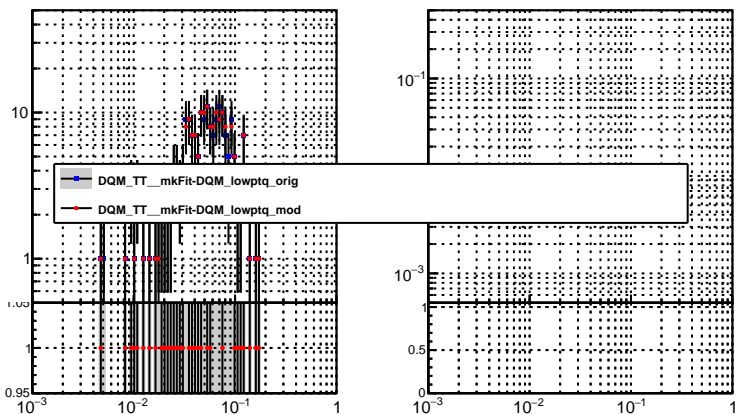 10
10⁻¹
DQM_TT__mkFit-DQM_lowptq_orig
DQM_TT__mkFit-DQM_lowptq_mod
1
10⁻³
1.05
1
1
0.5
0.95
0
10⁻³ 10⁻² 10⁻¹ 1
10⁻³ 10⁻² 10⁻¹ 1